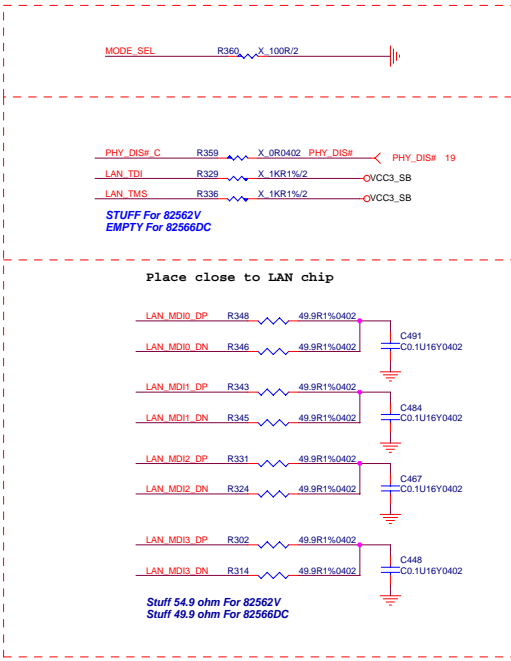 MODE_SEL R360 X_100R/2
PHY_DIS#_C R359 X_0R0402 PHY_DIS# PHY_DIS# 19
LAN_TDI R329 X_1KR1%/2 VCC3_SB
LAN_TMS R336 X_1KR1%/2 VCC3_SB
STUFF For 82562V
EMPTY For 82566DC
Place close to LAN chip
LAN_MDI0_DP R348 49.9R1%0402
C491
C0.1U16Y0402
LAN_MDI0_DN R346 49.9R1%0402
LAN_MDI1_DP R343 49.9R1%0402
C484
C0.1U16Y0402
LAN_MDI1_DN R345 49.9R1%0402
LAN_MDI2_DP R331 49.9R1%0402
C467
C0.1U16Y0402
LAN_MDI2_DN R324 49.9R1%0402
LAN_MDI3_DP R302 49.9R1%0402
C448
C0.1U16Y0402
LAN_MDI3_DN R314 49.9R1%0402
Stuff 54.9 ohm For 82562V
Stuff 49.9 ohm For 82566DC